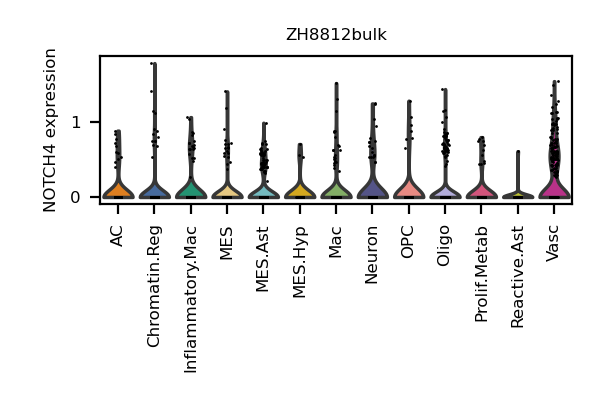 ZH8812bulk
NOTCH4 expression
1
0
AC
Chromatin.Reg
Inflammatory.Mac
MES
MES.Ast
MES.Hyp
Mac
Neuron
OPC
Oligo
Prolif.Metab
Reactive.Ast
Vasc